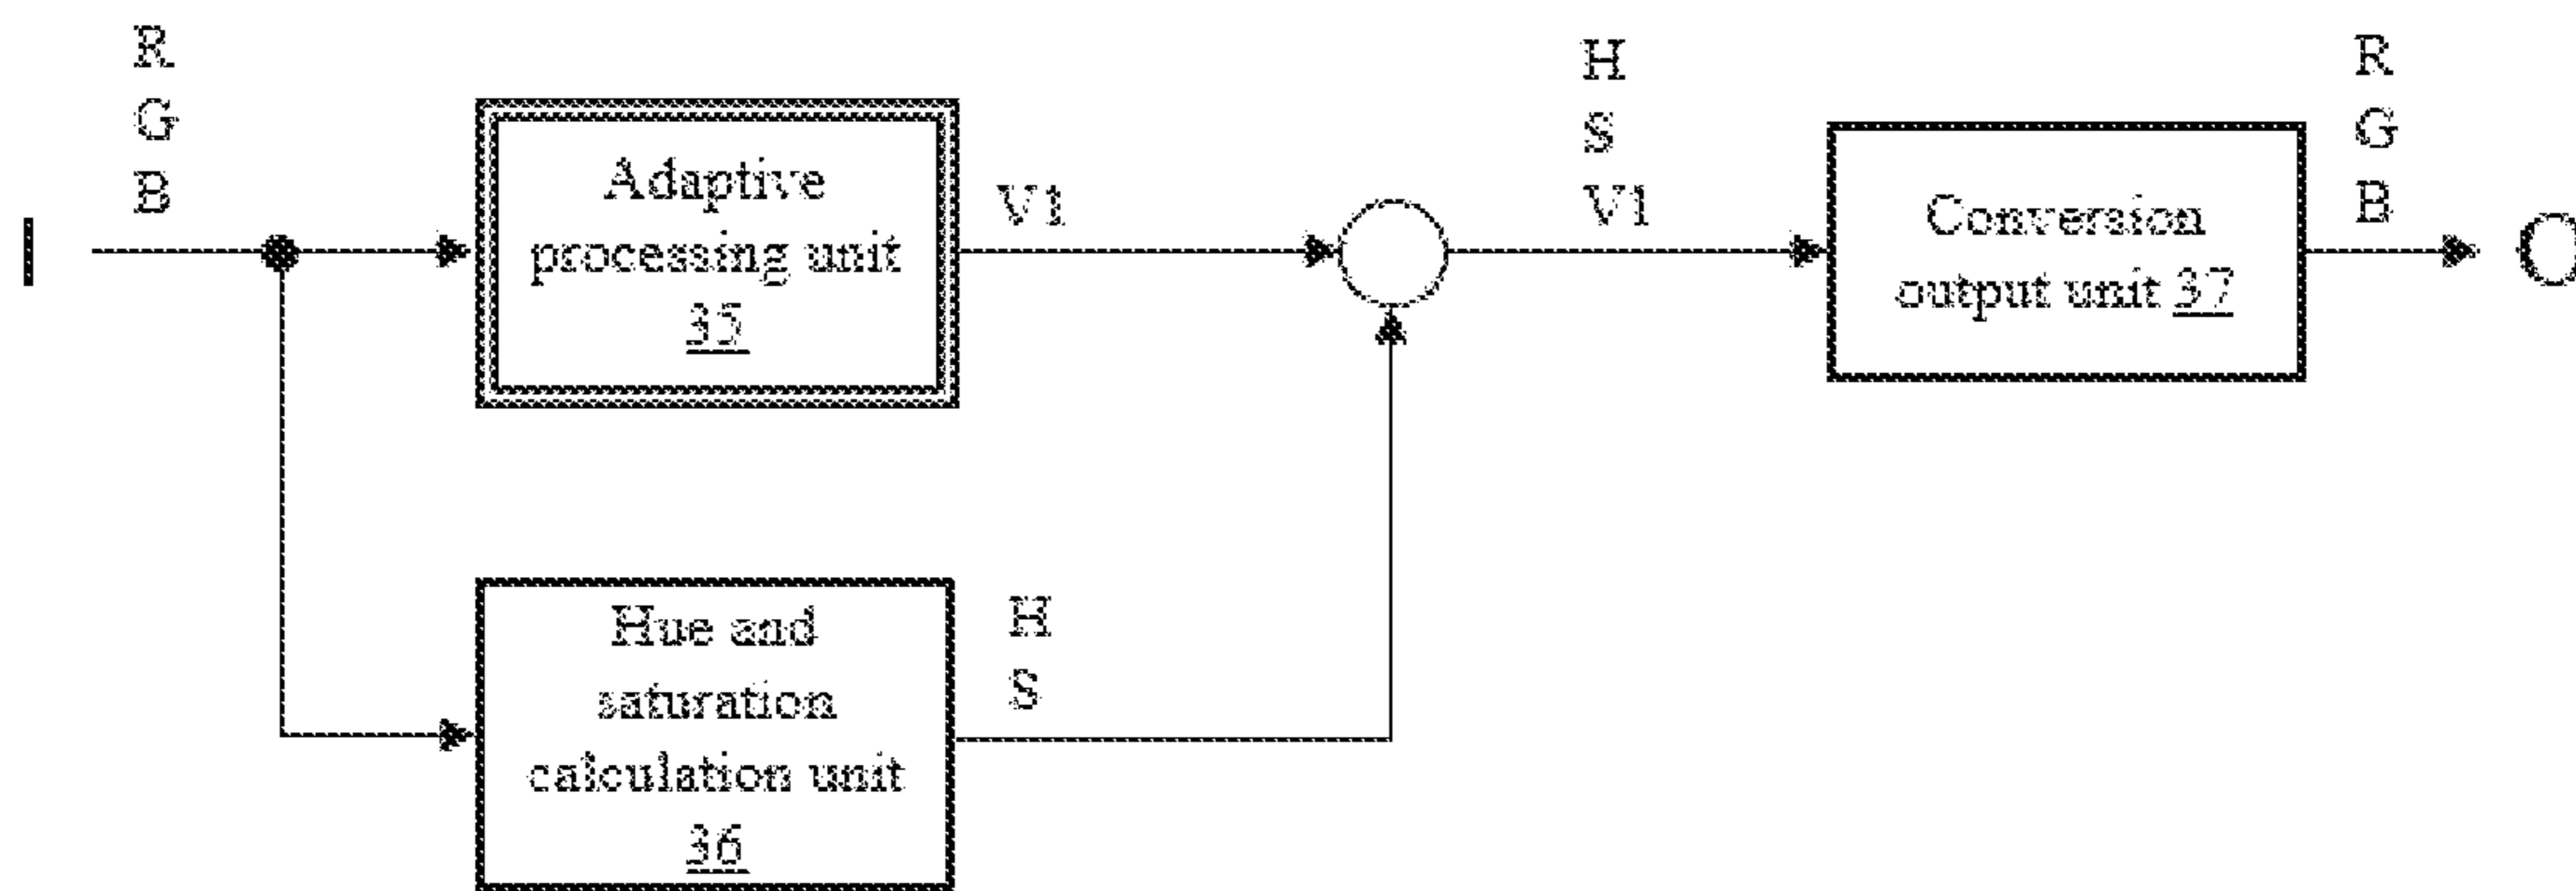 R
G
B
I
Adaptive
processing unit
35
V1
H
S
V1
Conversion
output unit 37
R
G
B
O
Hue and
saturation
calculation unit
36
H
S